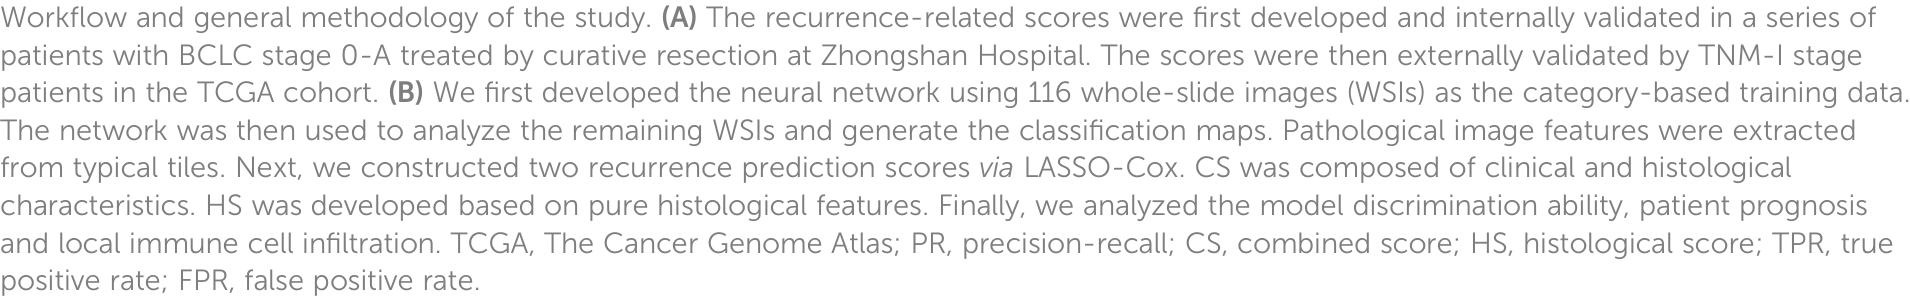 Workflow and general methodology of the study. (A) The recurrence-related scores were first developed and internally validated in a series of
patients with BCLC stage 0-A treated by curative resection at Zhongshan Hospital. The scores were then externally validated by TNM-I stage
patients in the TCGA cohort. (B) We first developed the neural network using 116 whole-slide images (WSIs) as the category-based training data.
The network was then used to analyze the remaining WSIs and generate the classification maps. Pathological image features were extracted
from typical tiles. Next, we constructed two recurrence prediction scores via LASSO-Cox. CS was composed of clinical and histological
characteristics. HS was developed based on pure histological features. Finally, we analyzed the model discrimination ability, patient prognosis
and local immune cell infiltration. TCGA, The Cancer Genome Atlas; PR, precision-recall; CS, combined score; HS, histological score; TPR, true
positive rate; FPR, false positive rate.